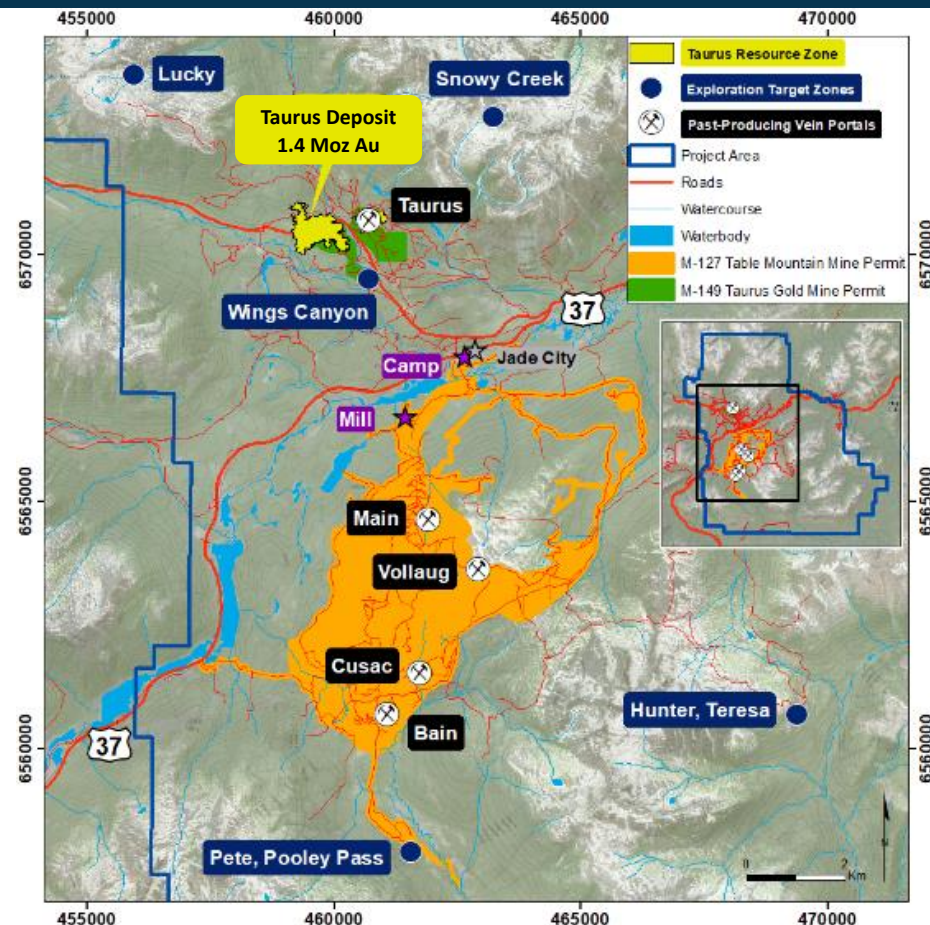 455000
460000
465000
470000
Lucky
Snowy Creek
Taurus Resource Zone
Exploration Target Zones
Past-Producing Vein Portals
Project Area
Roads
Watercourse
Waterbody
M-127 Table Mountain Mine Permit
M-149 Taurus Gold Mine Permit
Taurus Deposit
1.4 Moz Au
Taurus
6570000
6570000
Wings Canyon
37
Camp
Jade City
Mill
6565000
6565000
Main
Vollaug
Cusac
Hunter, Teresa
Bain
37
6560000
6560000
Pete, Pooley Pass
N
0 2
Km
455000
460000
465000
470000